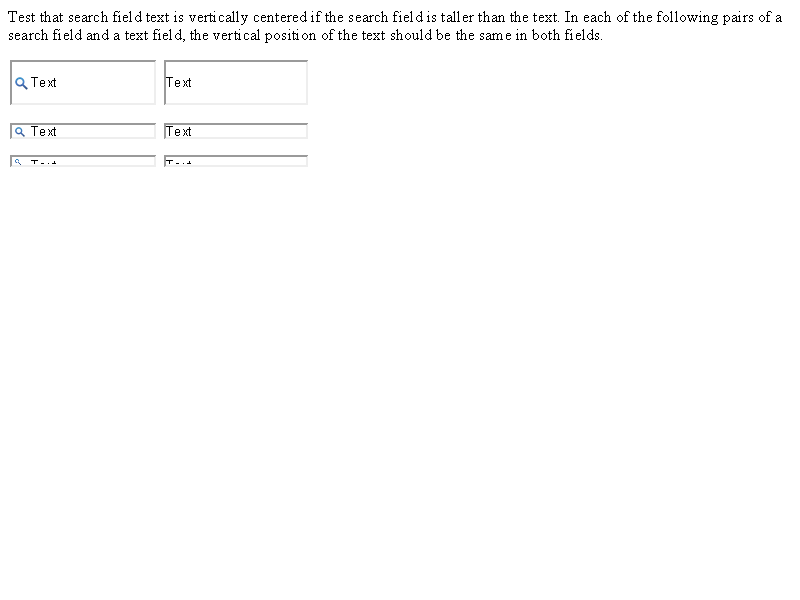 Test that search field text is vertically centered if the search field is taller than the text. In each of the following pairs of a
search field and a text field, the vertical position of the text should be the same in both fields.
Text Text
Text Text